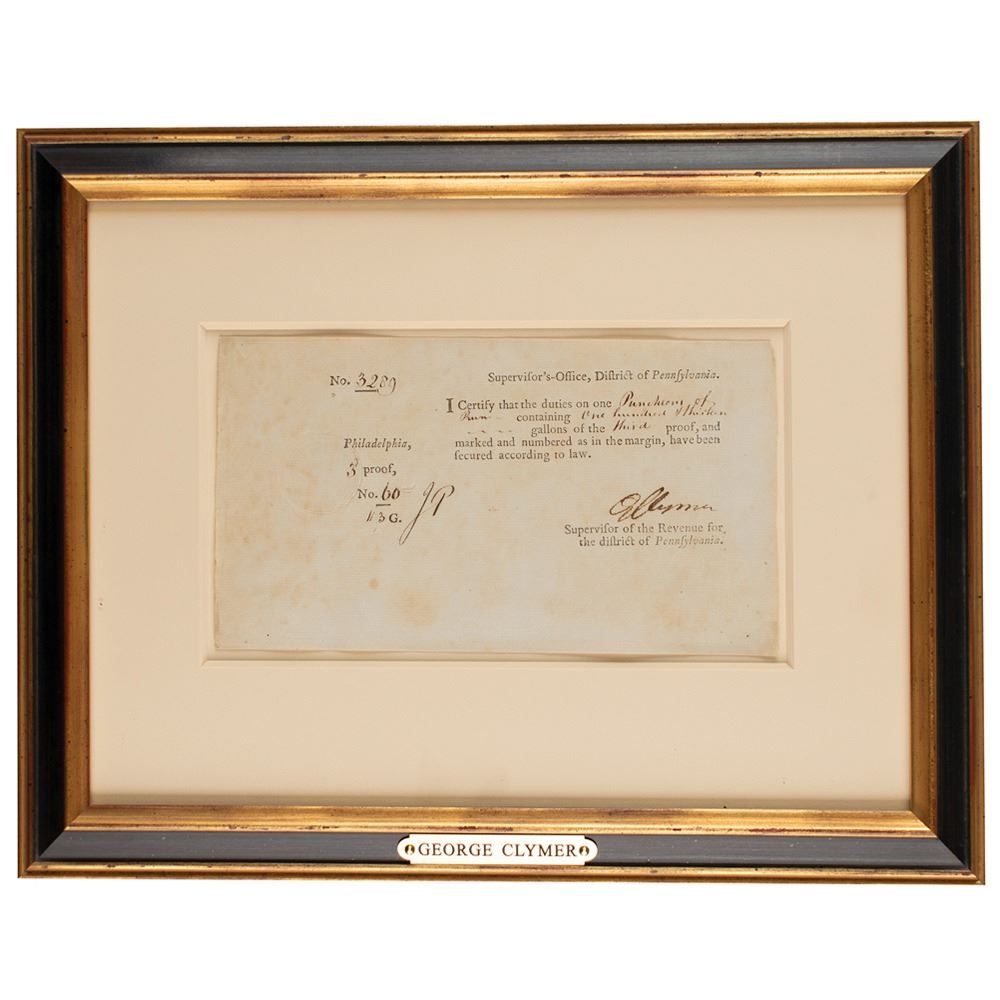 No. 3289
Superviſor's-Office, Diſtrict of Pennſylvania.
I Certify that the duties on one Puncheon of
Rum containing One hundred & thirteen
gallons of the third proof, and
marked and numbered as in the margin, have been
ſecured according to law.
Philadelphia,
3 proof,
No. 60
113 G.
JP
GClymer
Superviſor of the Revenue for
the diſtrict of Pennſylvania.
GEORGE CLYMER